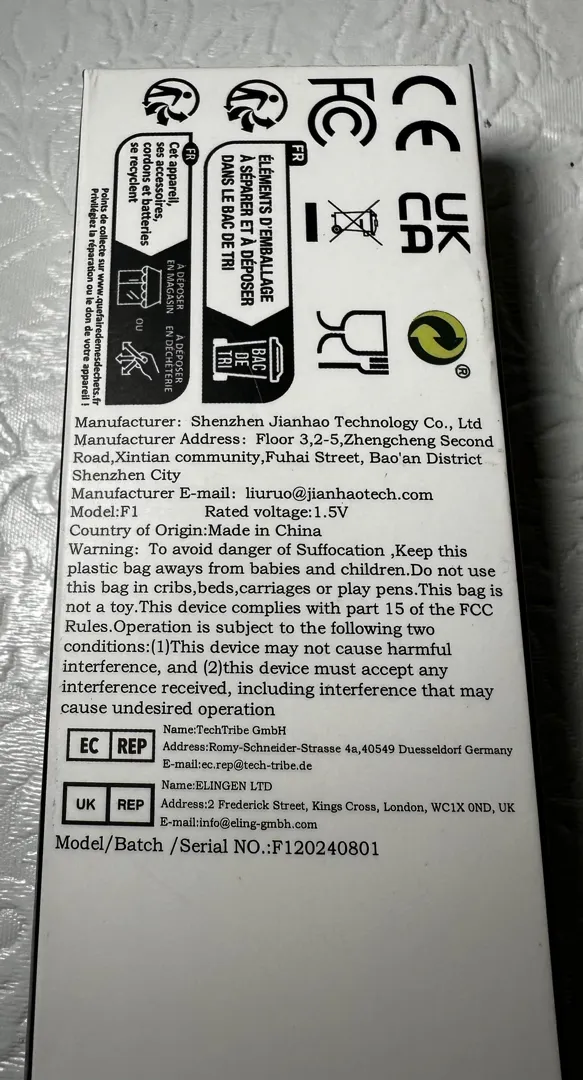 CE
FC
UK
CA
®
FR
ÉLÉMENTS D'EMBALLAGE
À SÉPARER ET À DÉPOSER
DANS LE BAC DE TRI
BAC
DE
TRI
FR
Cet appareil,
ses accessoires,
cordons et batteries
se recyclent
À DÉPOSER
EN MAGASIN
OU
À DÉPOSER
EN DÉCHÈTERIE
Points de collecte sur www.quefairedemesdechets.fr
Privilégiez la réparation ou le don de votre appareil !
Manufacturer: Shenzhen Jianhao Technology Co., Ltd
Manufacturer Address: Floor 3,2-5,Zhengcheng Second
Road,Xintian community,Fuhai Street, Bao'an District
Shenzhen City
Manufacturer E-mail: liuruo@jianhaotech.com
Model:F1 Rated voltage:1.5V
Country of Origin:Made in China
Warning: To avoid danger of Suffocation ,Keep this
plastic bag aways from babies and children.Do not use
this bag in cribs,beds,carriages or play pens.This bag is
not a toy.This device complies with part 15 of the FCC
Rules.Operation is subject to the following two
conditions:(1)This device may not cause harmful
interference, and (2)this device must accept any
interference received, including interference that may
cause undesired operation
EC REP
Name:TechTribe GmbH
Address:Romy-Schneider-Strasse 4a,40549 Duesseldorf Germany
E-mail:ec.rep@tech-tribe.de
UK REP
Name:ELINGEN LTD
Address:2 Frederick Street, Kings Cross, London, WC1X 0ND, UK
E-mail:info@eling-gmbh.com
Model/Batch /Serial NO.:F120240801